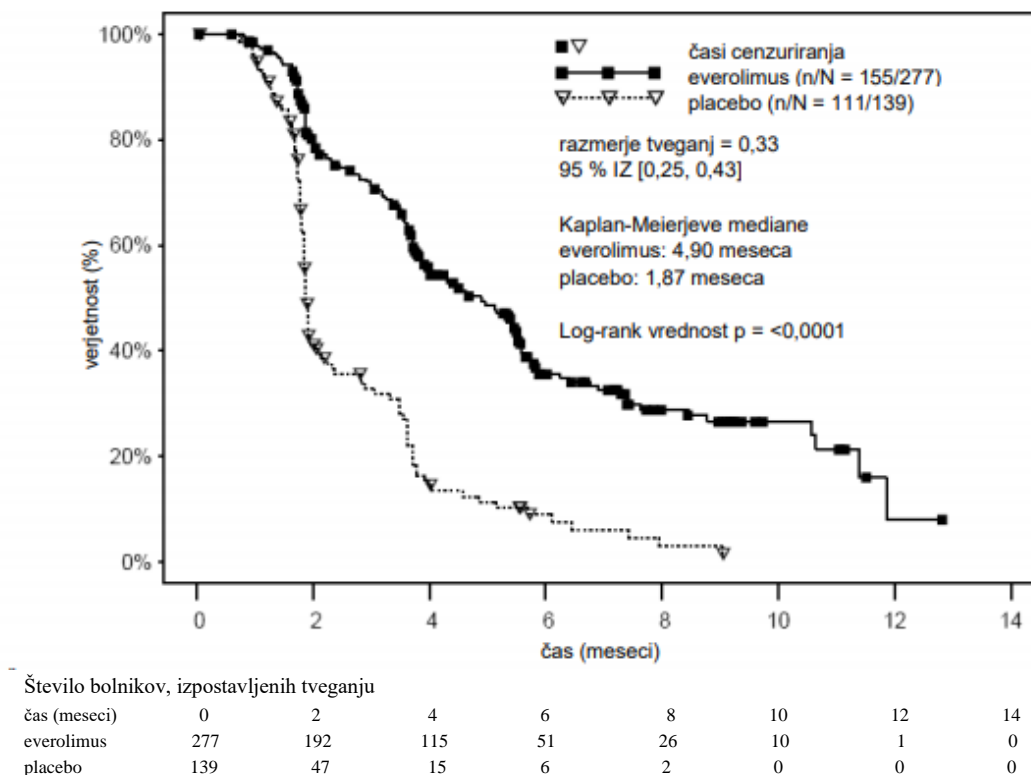 100%
80%
60%
40%
20%
0%
verjetnost (%)
časi cenzuriranja
everolimus (n/N = 155/277)
placebo (n/N = 111/139)
razmerje tveganj = 0,33
95 % IZ [0,25, 0,43]
Kaplan-Meierjeve mediane
everolimus: 4,90 meseca
placebo: 1,87 meseca
Log-rank vrednost p = <0,0001
0 2 4 6 8 10 12 14
čas (meseci)
Število bolnikov, izpostavljenih tveganju
čas (meseci) 0 2 4 6 8 10 12 14
everolimus 277 192 115 51 26 10 1 0
placebo 139 47 15 6 2 0 0 0